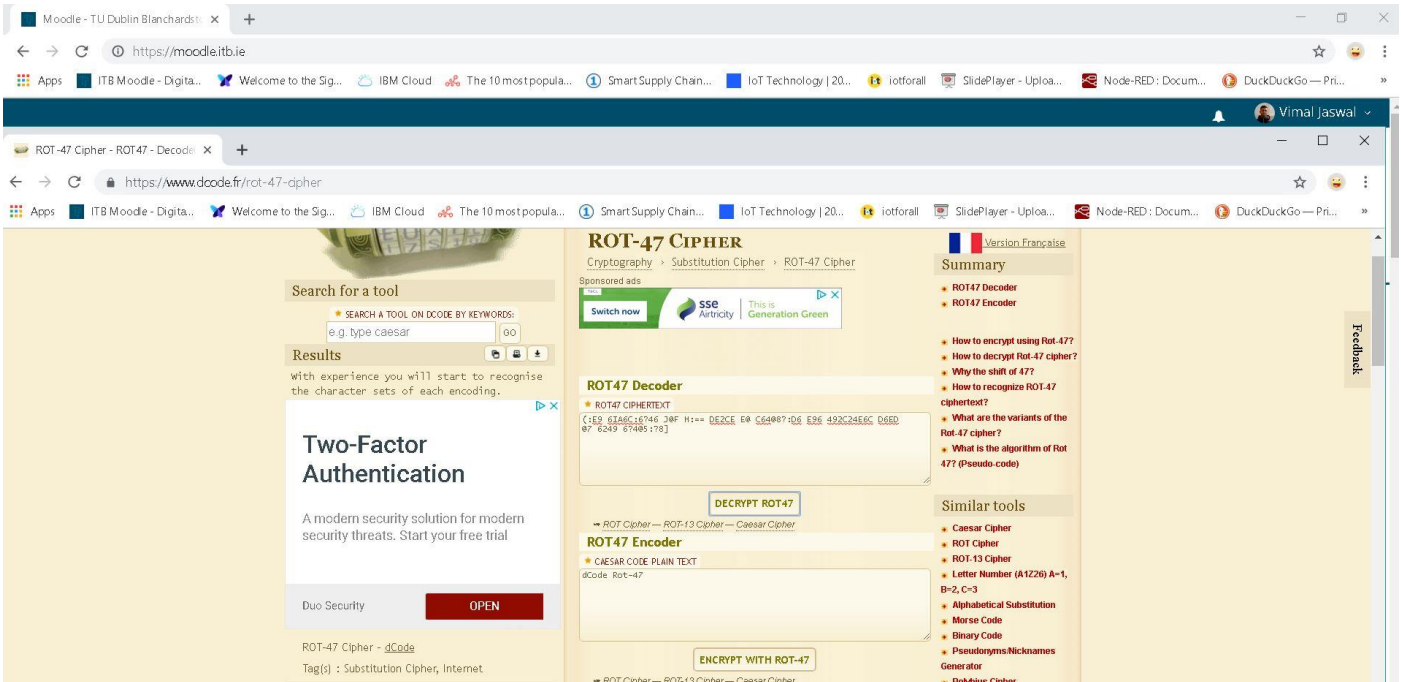 Moodle - TU Dublin Blanchardst
https://moodle.itb.ie
Apps ITB Moodle - Digita... Welcome to the Sig... IBM Cloud The 10 most popula... Smart Supply Chain... IoT Technology | 20... iotforall SlidePlayer - Uploa... Node-RED : Docum... DuckDuckGo — Pri... »
Vimal Jaswal
ROT-47 Cipher - ROT47 - Decode
https://www.dcode.fr/rot-47-cipher
Apps ITB Moodle - Digita... Welcome to the Sig... IBM Cloud The 10 most popula... Smart Supply Chain... IoT Technology | 20... iotforall SlidePlayer - Uploa... Node-RED : Docum... DuckDuckGo — Pri... »
Search for a tool
★ SEARCH A TOOL ON DCODE BY KEYWORDS:
e.g. type caesar GO
Results
With experience you will start to recognise
the character sets of each encoding.
Two-Factor
Authentication
A modern security solution for modern
security threats. Start your free trial
Duo Security OPEN
ROT-47 Cipher - dCode
Tag(s) : Substitution Cipher, Internet
ROT-47 CIPHER
Cryptography › Substitution Cipher › ROT-47 Cipher
Sponsored ads
Switch now sse Airtricity This is Generation Green
ROT47 Decoder
★ ROT47 CIPHERTEXT
DECRYPT ROT47
ROT Cipher — ROT-13 Cipher — Caesar Cipher
ROT47 Encoder
★ CAESAR CODE PLAIN TEXT
dCode Rot-47
ENCRYPT WITH ROT-47
ROT Cipher — ROT-13 Cipher — Caesar Cipher
Version Française
Summary
ROT47 Decoder
ROT47 Encoder
How to encrypt using Rot-47?
How to decrypt Rot-47 cipher?
Why the shift of 47?
How to recognize ROT-47
ciphertext?
What are the variants of the
Rot-47 cipher?
What is the algorithm of Rot
47? (Pseudo-code)
Similar tools
Caesar Cipher
ROT Cipher
ROT-13 Cipher
Letter Number (A1Z26) A=1,
B=2, C=3
Alphabetical Substitution
Morse Code
Binary Code
Pseudonyms/Nicknames
Generator
Polybius Cipher
Feedback